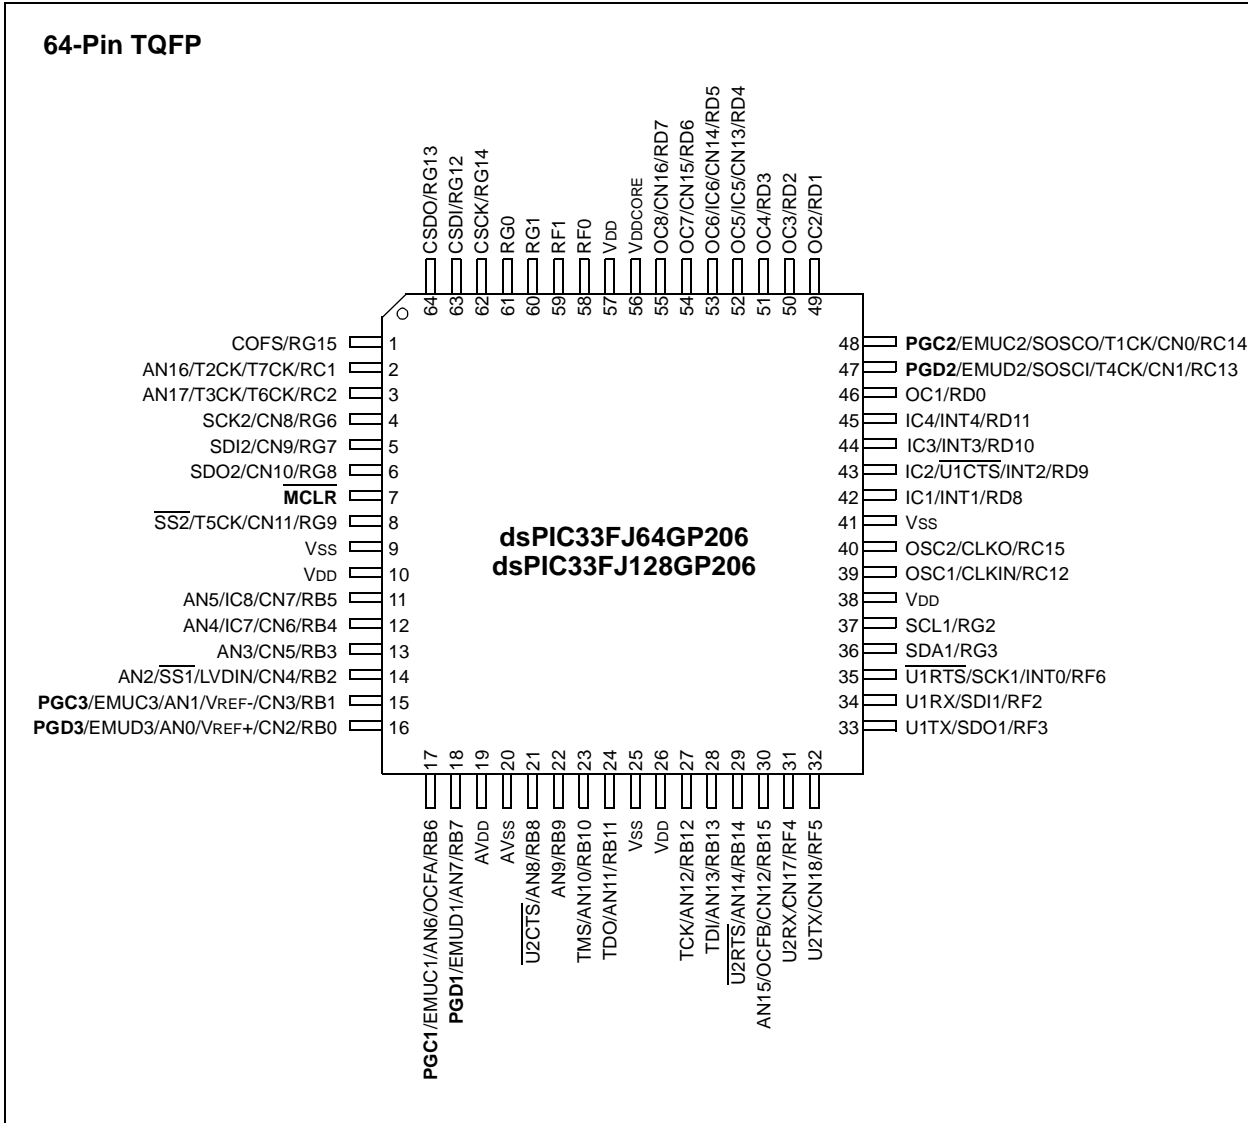 64-Pin TQFP
CSDO/RG13
CSDI/RG12
CSCK/RG14
RG0
RG1
RF1
RF0
VDD
VDDCORE
OC8/CN16/RD7
OC7/CN15/RD6
OC6/IC6/CN14/RD5
OC5/IC5/CN13/RD4
OC4/RD3
OC3/RD2
OC2/RD1
64
63
62
61
60
59
58
57
56
55
54
53
52
51
50
49
COFS/RG15 1
AN16/T2CK/T7CK/RC1 2
AN17/T3CK/T6CK/RC2 3
SCK2/CN8/RG6 4
SDI2/CN9/RG7 5
SDO2/CN10/RG8 6
MCLR 7
SS2/T5CK/CN11/RG9 8
VSS 9
VDD 10
AN5/IC8/CN7/RB5 11
AN4/IC7/CN6/RB4 12
AN3/CN5/RB3 13
AN2/SS1/LVDIN/CN4/RB2 14
PGC3/EMUC3/AN1/VREF-/CN3/RB1 15
PGD3/EMUD3/AN0/VREF+/CN2/RB0 16
dsPIC33FJ64GP206
dsPIC33FJ128GP206
48 PGC2/EMUC2/SOSCO/T1CK/CN0/RC14
47 PGD2/EMUD2/SOSCI/T4CK/CN1/RC13
46 OC1/RD0
45 IC4/INT4/RD11
44 IC3/INT3/RD10
43 IC2/U1CTS/INT2/RD9
42 IC1/INT1/RD8
41 VSS
40 OSC2/CLKO/RC15
39 OSC1/CLKIN/RC12
38 VDD
37 SCL1/RG2
36 SDA1/RG3
35 U1RTS/SCK1/INT0/RF6
34 U1RX/SDI1/RF2
33 U1TX/SDO1/RF3
17
18
19
20
21
22
23
24
25
26
27
28
29
30
31
32
PGC1/EMUC1/AN6/OCFA/RB6
PGD1/EMUD1/AN7/RB7
AVDD
AVSS
U2CTS/AN8/RB8
AN9/RB9
TMS/AN10/RB10
TDO/AN11/RB11
VSS
VDD
TCK/AN12/RB12
TDI/AN13/RB13
U2RTS/AN14/RB14
AN15/OCFB/CN12/RB15
U2RX/CN17/RF4
U2TX/CN18/RF5